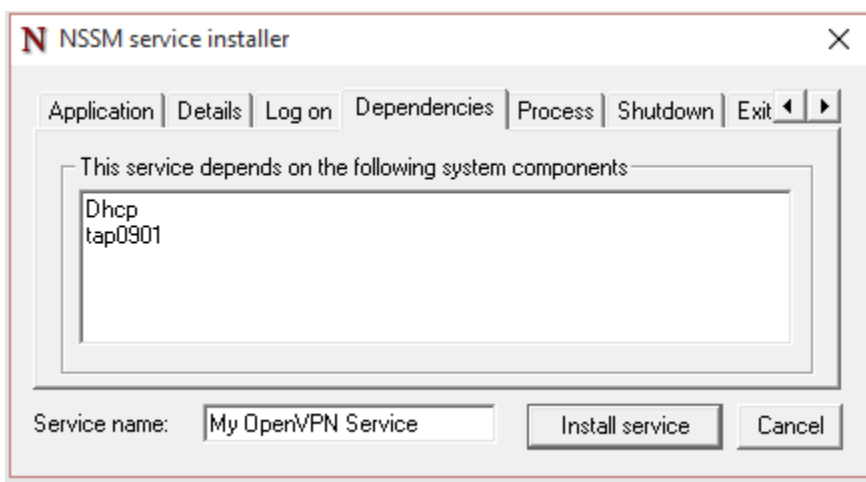 N NSSM service installer
Application Details Log on Dependencies Process Shutdown Exit
This service depends on the following system components
Dhcp
tap0901
Service name: My OpenVPN Service Install service Cancel